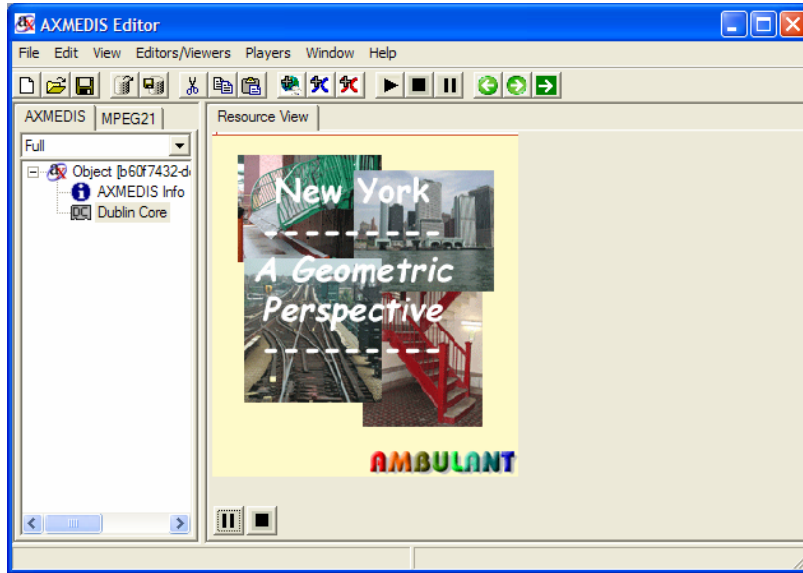 AXMEDIS Editor
File Edit View Editors/Viewers Players Window Help
AXMEDIS MPEG21
Resource View
Full
Object [b60f7432-d
AXMEDIS Info
DC Dublin Core
New York
----------
A Geometric
Perspective
----------
AMBULANT